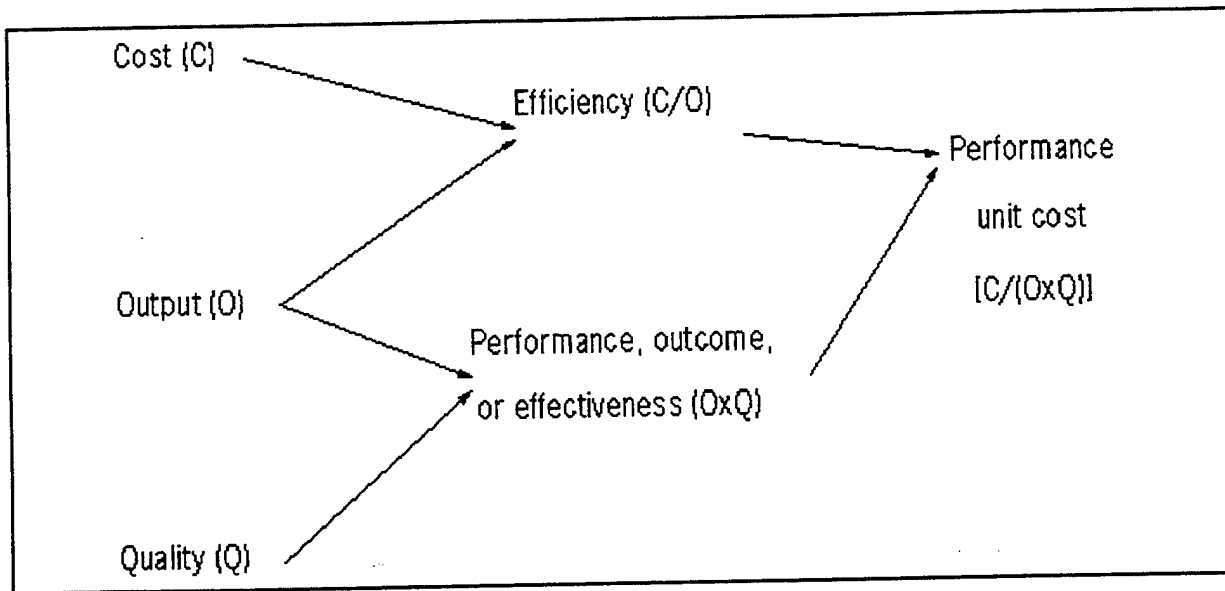 Cost (C)
Efficiency (C/O)
Performance
unit cost
[C/(OxQ)]
Output (O)
Performance, outcome,
or effectiveness (OxQ)
Quality (Q)